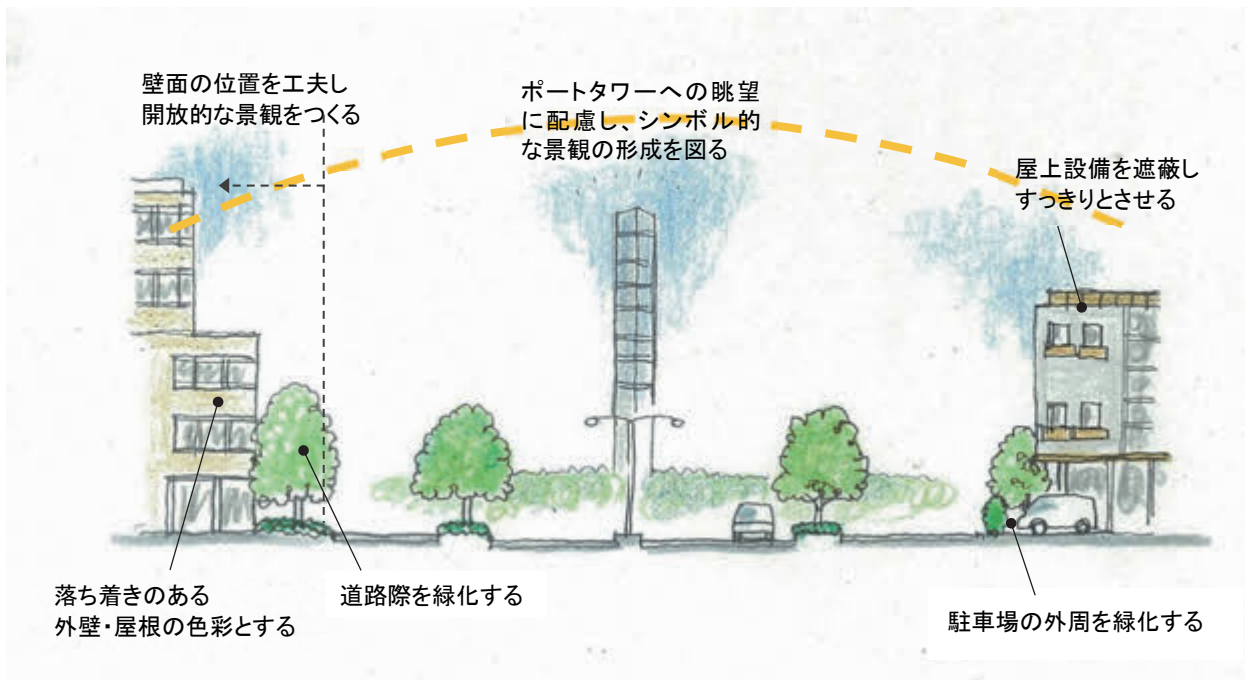 壁面の位置を工夫し
開放的な景観をつくる
ポートタワーへの眺望
に配慮し、シンボル的
な景観の形成を図る
屋上設備を遮蔽し
すっきりとさせる
落ち着きのある
外壁・屋根の色彩とする
道路際を緑化する
駐車場の外周を緑化する